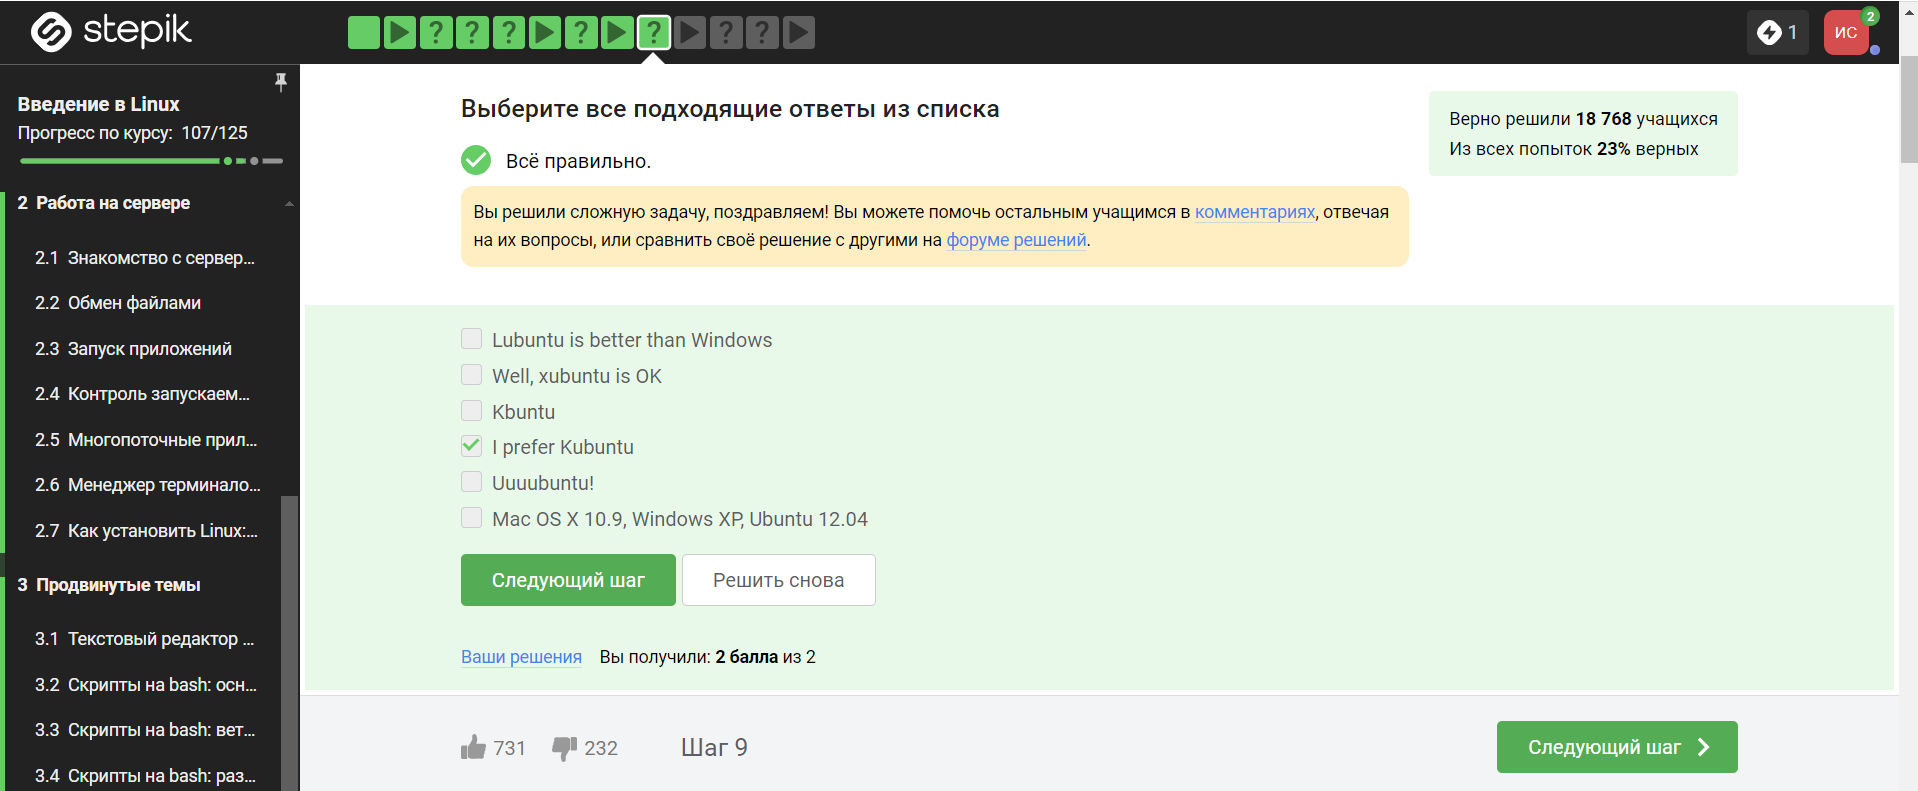 stepik
? ? ? ? ? ? ?
1
ИС
2
Введение в Linux
Прогресс по курсу: 107/125
2 Работа на сервере
2.1 Знакомство с сервер...
2.2 Обмен файлами
2.3 Запуск приложений
2.4 Контроль запускаем...
2.5 Многопоточные прил...
2.6 Менеджер терминало...
2.7 Как установить Linux:...
3 Продвинутые темы
3.1 Текстовый редактор ...
3.2 Скрипты на bash: осн...
3.3 Скрипты на bash: вет...
3.4 Скрипты на bash: раз...
Выберите все подходящие ответы из списка
Всё правильно.
Вы решили сложную задачу, поздравляем! Вы можете помочь остальным учащимся в комментариях, отвечая
на их вопросы, или сравнить своё решение с другими на форуме решений.
Верно решили 18 768 учащихся
Из всех попыток 23% верных
Lubuntu is better than Windows
Well, xubuntu is OK
Kbuntu
I prefer Kubuntu
Uuuubuntu!
Mac OS X 10.9, Windows XP, Ubuntu 12.04
Следующий шаг
Решить снова
Ваши решения Вы получили: 2 балла из 2
731 232 Шаг 9
Следующий шаг